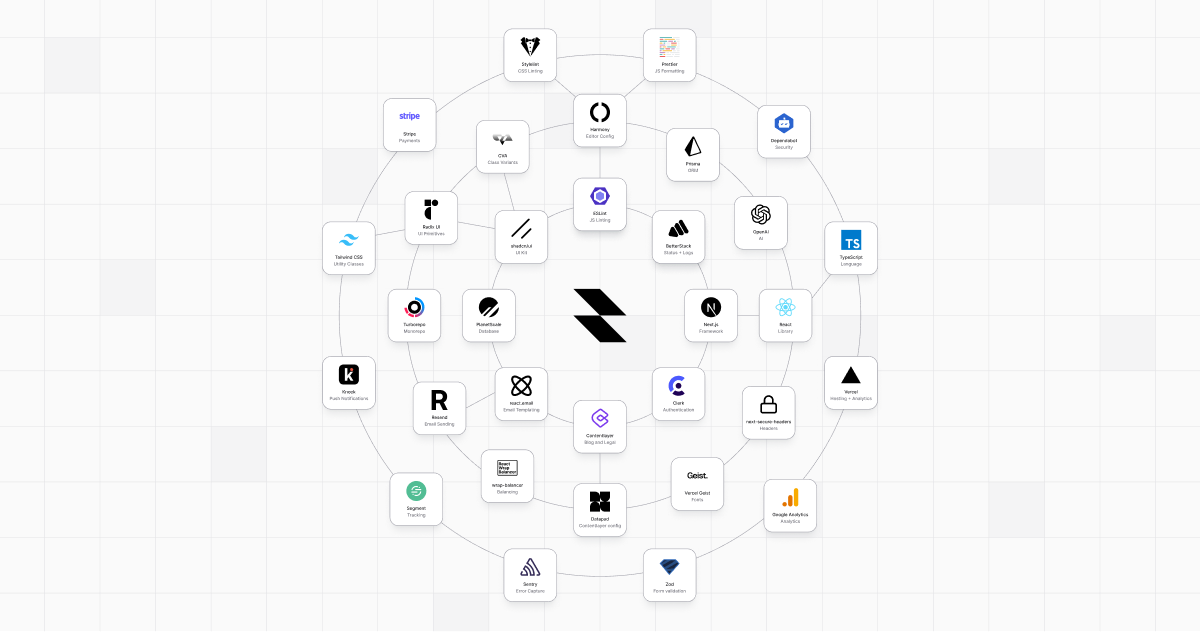 Stylelint
CSS Linting
Prettier
JS Formatting
stripe
Stripe
Payments
Harmony
Editor Config
Dependabot
Security
CVA
Class Variants
Prisma
ORM
ESLint
JS Linting
Radix UI
UI Primitives
OpenAI
AI
shadcn/ui
UI Kit
BetterStack
Status + Logs
Tailwind CSS
Utility Classes
TS
TypeScript
Language
Turborepo
Monorepo
PlanetScale
Database
N
Next.js
Framework
React
Library
K
Knock
Push Notifications
react.email
Email Templating
Clerk
Authentication
Vercel
Hosting + Analytics
R
Resend
Email Sending
Contentlayer
Blog and Legal
next-secure-headers
Headers
React
Wrap
Balancer
wrap-balancer
Balancing
Geist.
Vercel Geist
Fonts
Segment
Tracking
Datapad
Contentlayer config
Google Analytics
Analytics
Sentry
Error Capture
Zod
Form validation